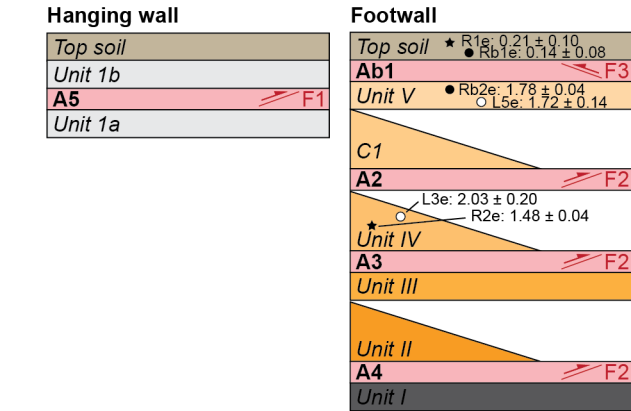 Hanging wall
Top soil
Unit 1b
A5 F1
Unit 1a
Footwall
Top soil R1e: 0.21 ± 0.10
Rb1e: 0.14 ± 0.08
Ab1 F3
Unit V Rb2e: 1.78 ± 0.04
L5e: 1.72 ± 0.14
C1
A2 F2
L3e: 2.03 ± 0.20
R2e: 1.48 ± 0.04
Unit IV
A3 F2
Unit III
Unit II
A4 F2
Unit I